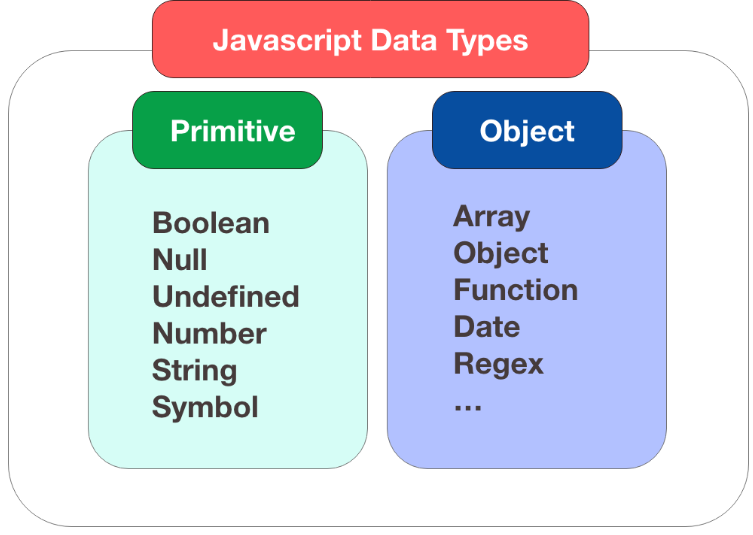 Javascript Data Types
Primitive
Boolean
Null
Undefined
Number
String
Symbol
Object
Array
Object
Function
Date
Regex
...